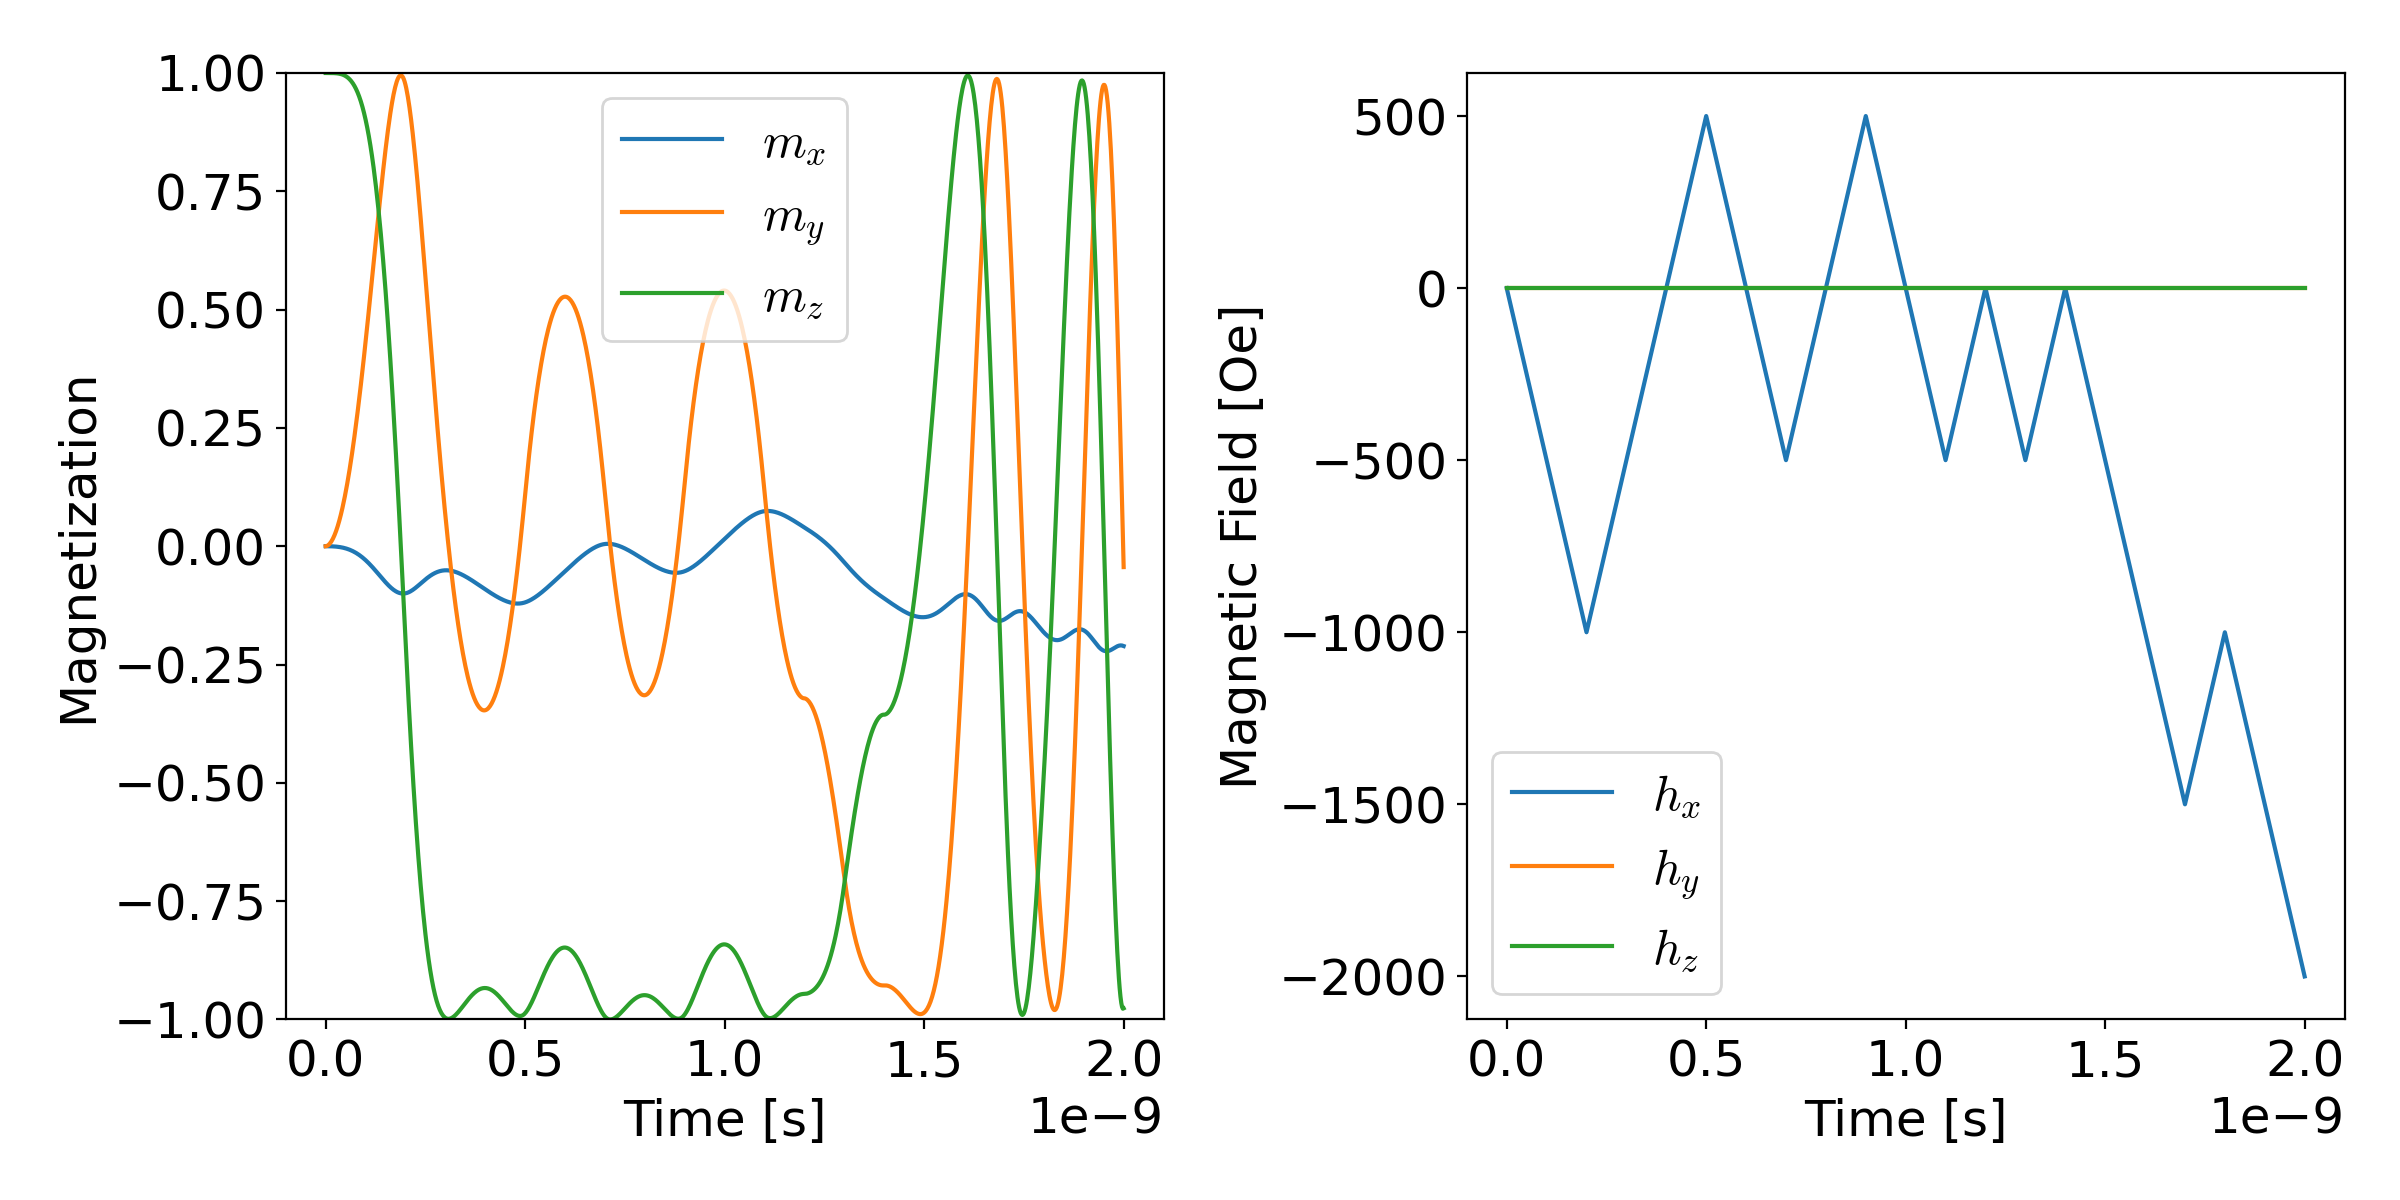 Magnetization
1.00
0.75
0.50
0.25
0.00
−0.25
−0.50
−0.75
−1.00
m_x
m_y
m_z
0.0 0.5 1.0 1.5 2.0
Time [s] 1e−9
Magnetic Field [Oe]
500
0
−500
−1000
−1500
−2000
h_x
h_y
h_z
0.0 0.5 1.0 1.5 2.0
Time [s] 1e−9